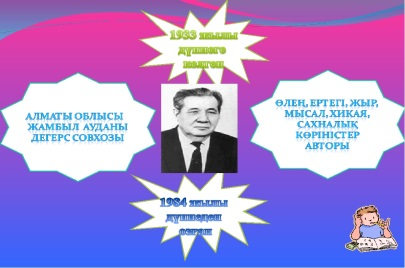 1933 жылы
дүниеге
келген
АЛМАТЫ ОБЛЫСЫ
ЖАМБЫЛ АУДАНЫ
ДЕГЕРС СОВХОЗЫ
ӨЛЕҢ, ЕРТЕГІ, ЖЫР,
МЫСАЛ, ХИКАЯ,
САХНАЛЫҚ
КӨРІНІСТЕР
АВТОРЫ
1984 жылы
дүниеден
озған